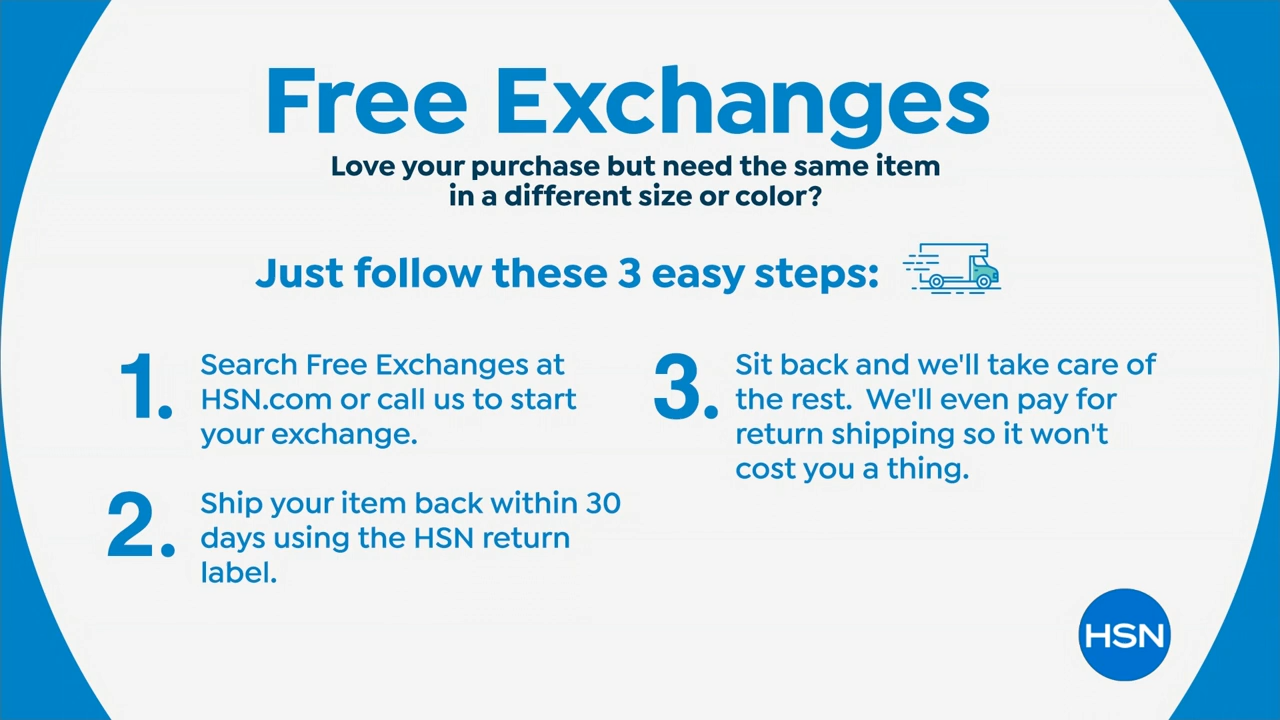 Free Exchanges
Love your purchase but need the same item
in a different size or color?
Just follow these 3 easy steps:
1.
Search Free Exchanges at
HSN.com or call us to start
your exchange.
2.
Ship your item back within 30
days using the HSN return
label.
3.
Sit back and we'll take care of
the rest.  We'll even pay for
return shipping so it won't
cost you a thing.
HSN